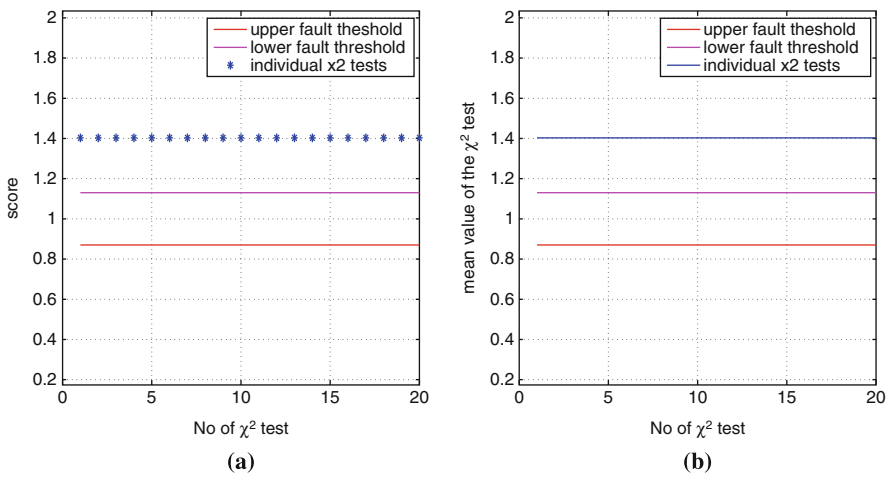 2
1.8
1.6
1.4
1.2
1
0.8
0.6
0.4
0.2
0 5 10 15 20
score
No of χ² test
upper fault theshold
lower fault threshold
individual x2 tests
(a)
2
1.8
1.6
1.4
1.2
1
0.8
0.6
0.4
0.2
0 5 10 15 20
mean value of the χ² test
No of χ² test
upper fault theshold
lower fault threshold
individual x2 tests
(b)